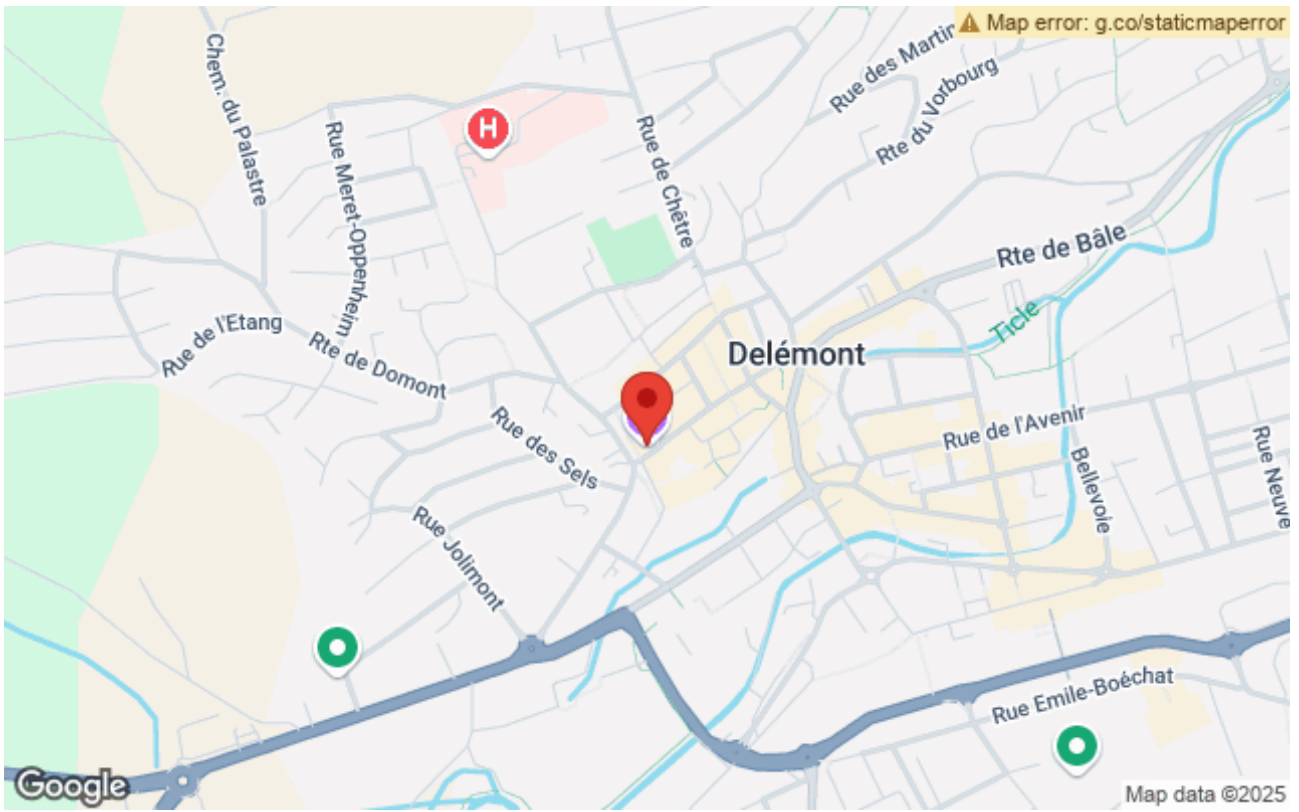 Map error: g.co/staticmaperror
Chem. du Palastre
Rue Meret-Oppenheim
H
Rue de Chêtre
Rue des Martin
Rte du Vorbourg
Rte de Bâle
Ticle
Rue de l'Etang
Rte de Domont
Delémont
Rue des Sels
Rue de l'Avenir
Bellevoie
Rue Neuve
Rue Jolimont
Rue Emile-Boéchat
Google
Map data ©2025